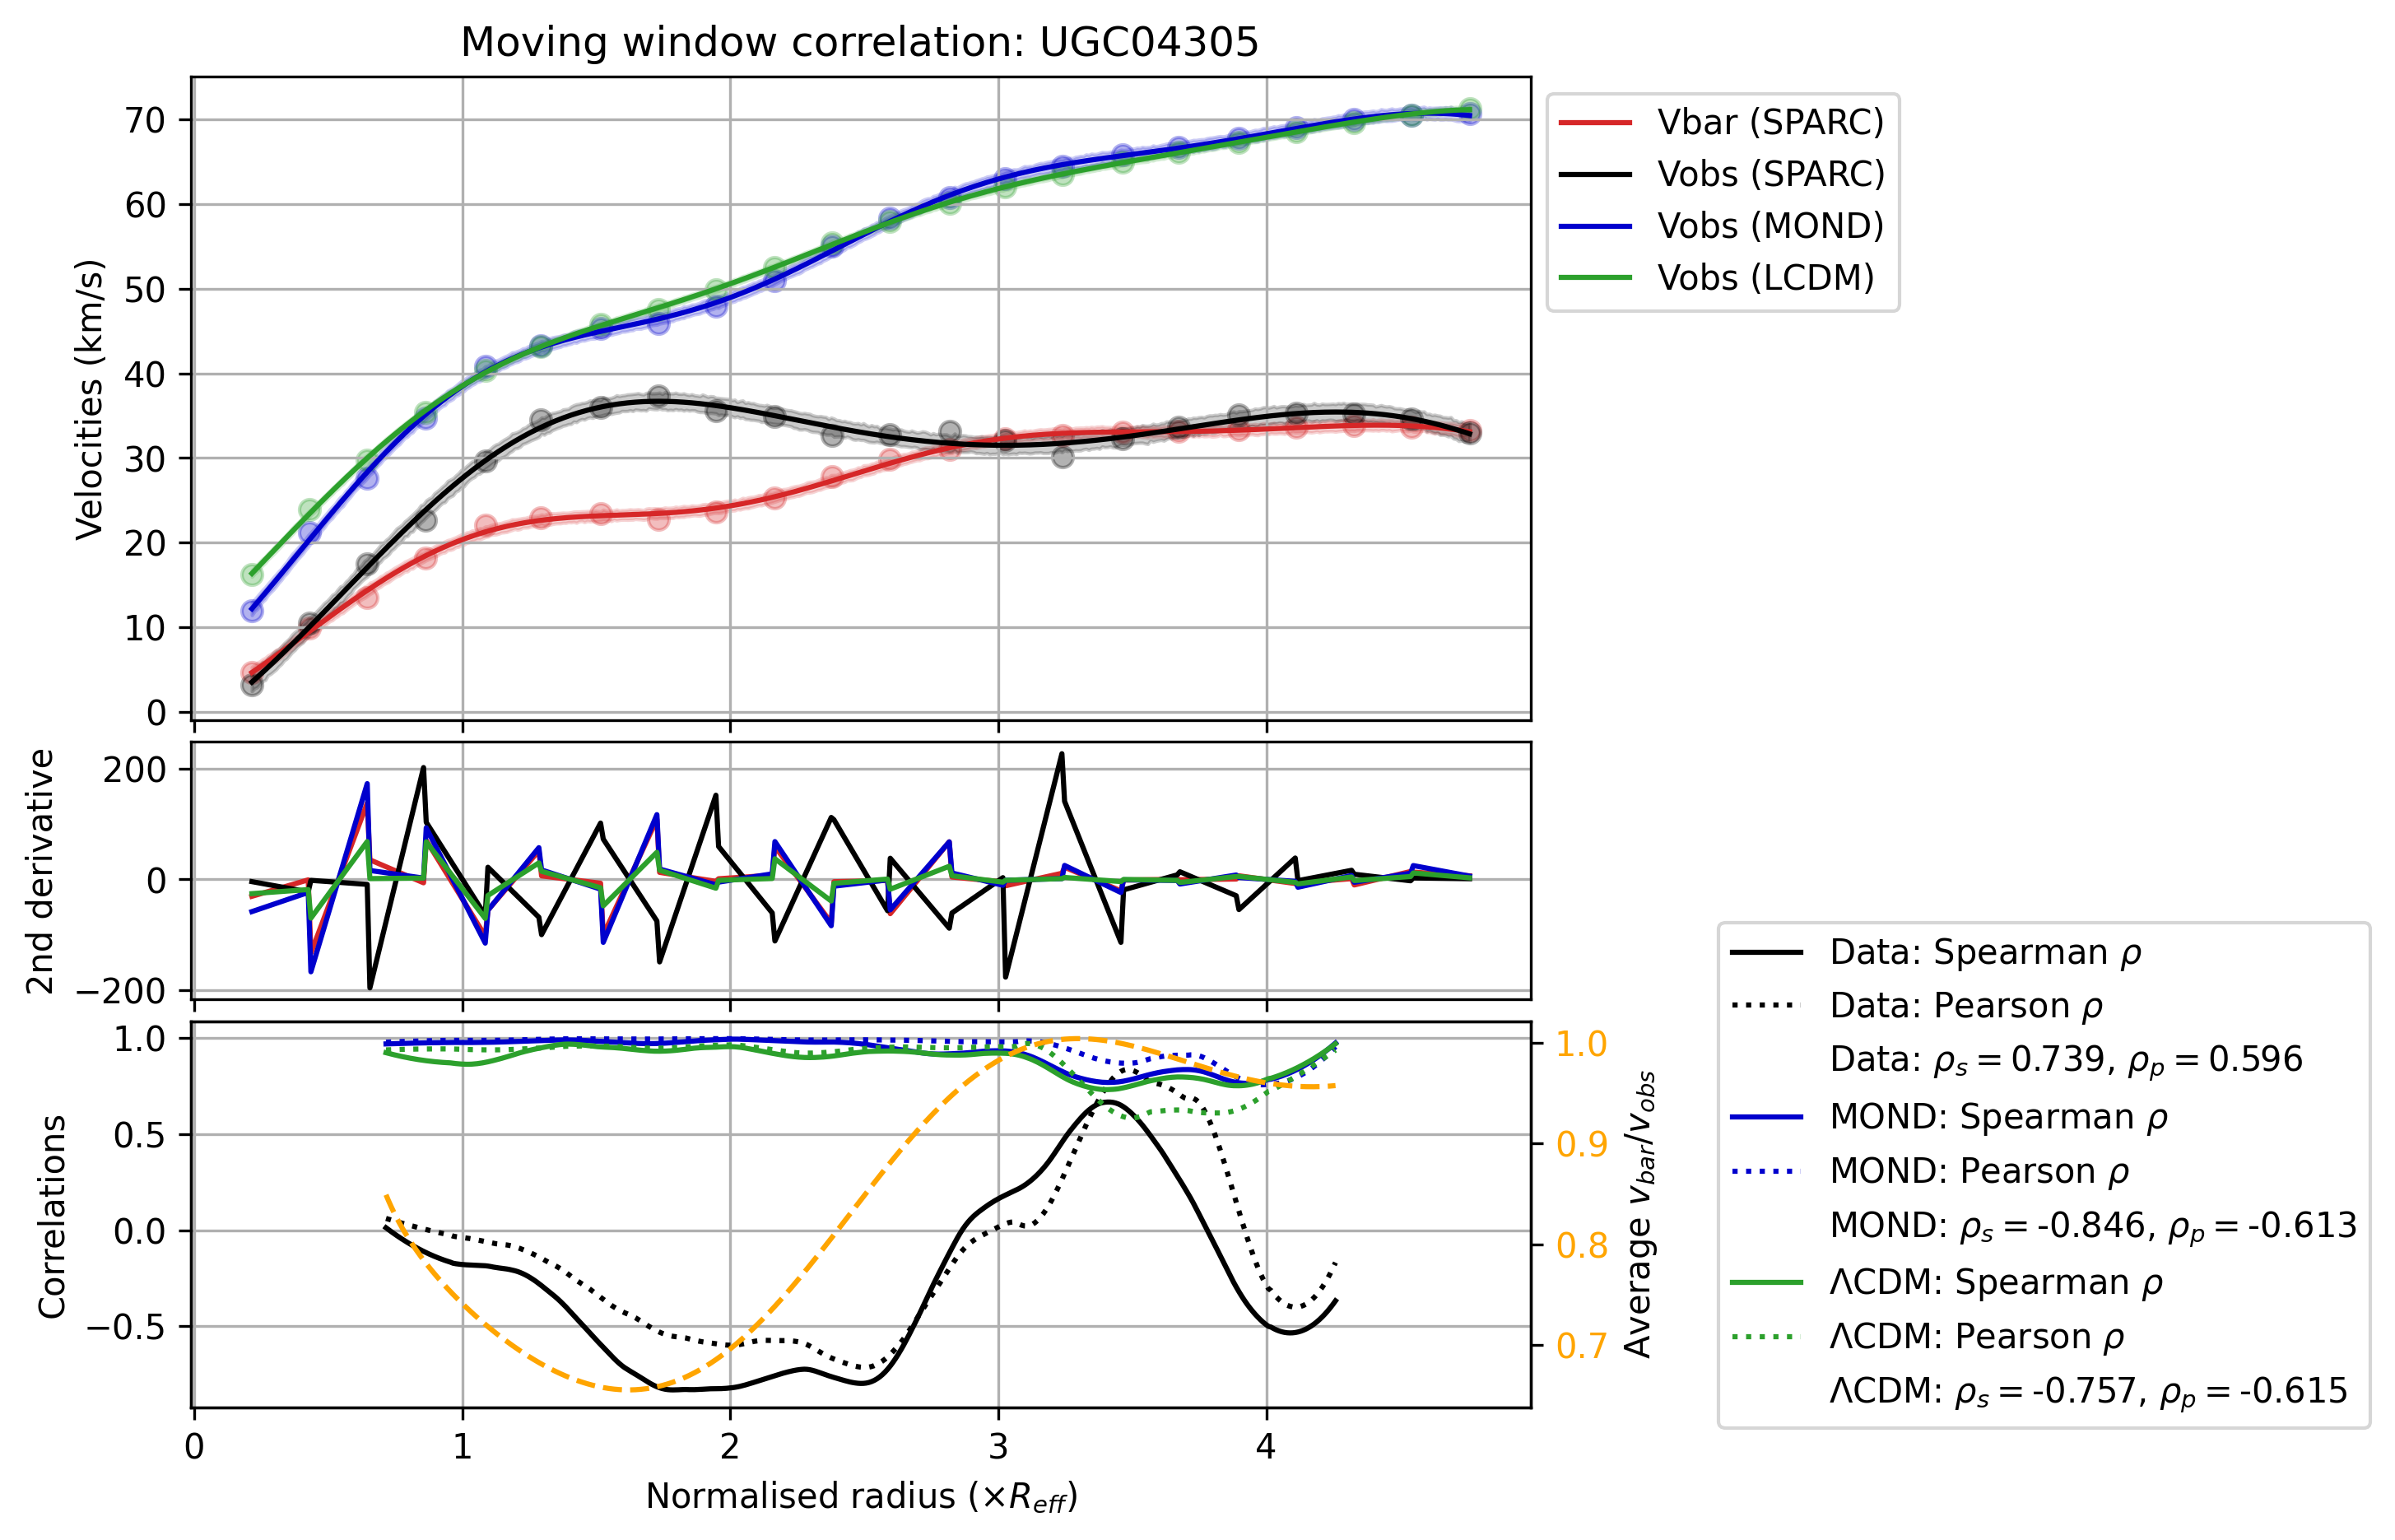 Moving window correlation: UGC04305
Velocities (km/s)
70
60
50
40
30
20
10
0
Vbar (SPARC)
Vobs (SPARC)
Vobs (MOND)
Vobs (LCDM)
2nd derivative
200
0
−200
Correlations
1.0
0.5
0.0
−0.5
1.0
0.9
0.8
0.7
Average v_bar/v_obs
0 1 2 3 4
Normalised radius (×R_eff)
Data: Spearman ρ
Data: Pearson ρ
Data: ρ_s = 0.739, ρ_p = 0.596
MOND: Spearman ρ
MOND: Pearson ρ
MOND: ρ_s = -0.846, ρ_p = -0.613
ΛCDM: Spearman ρ
ΛCDM: Pearson ρ
ΛCDM: ρ_s = -0.757, ρ_p = -0.615